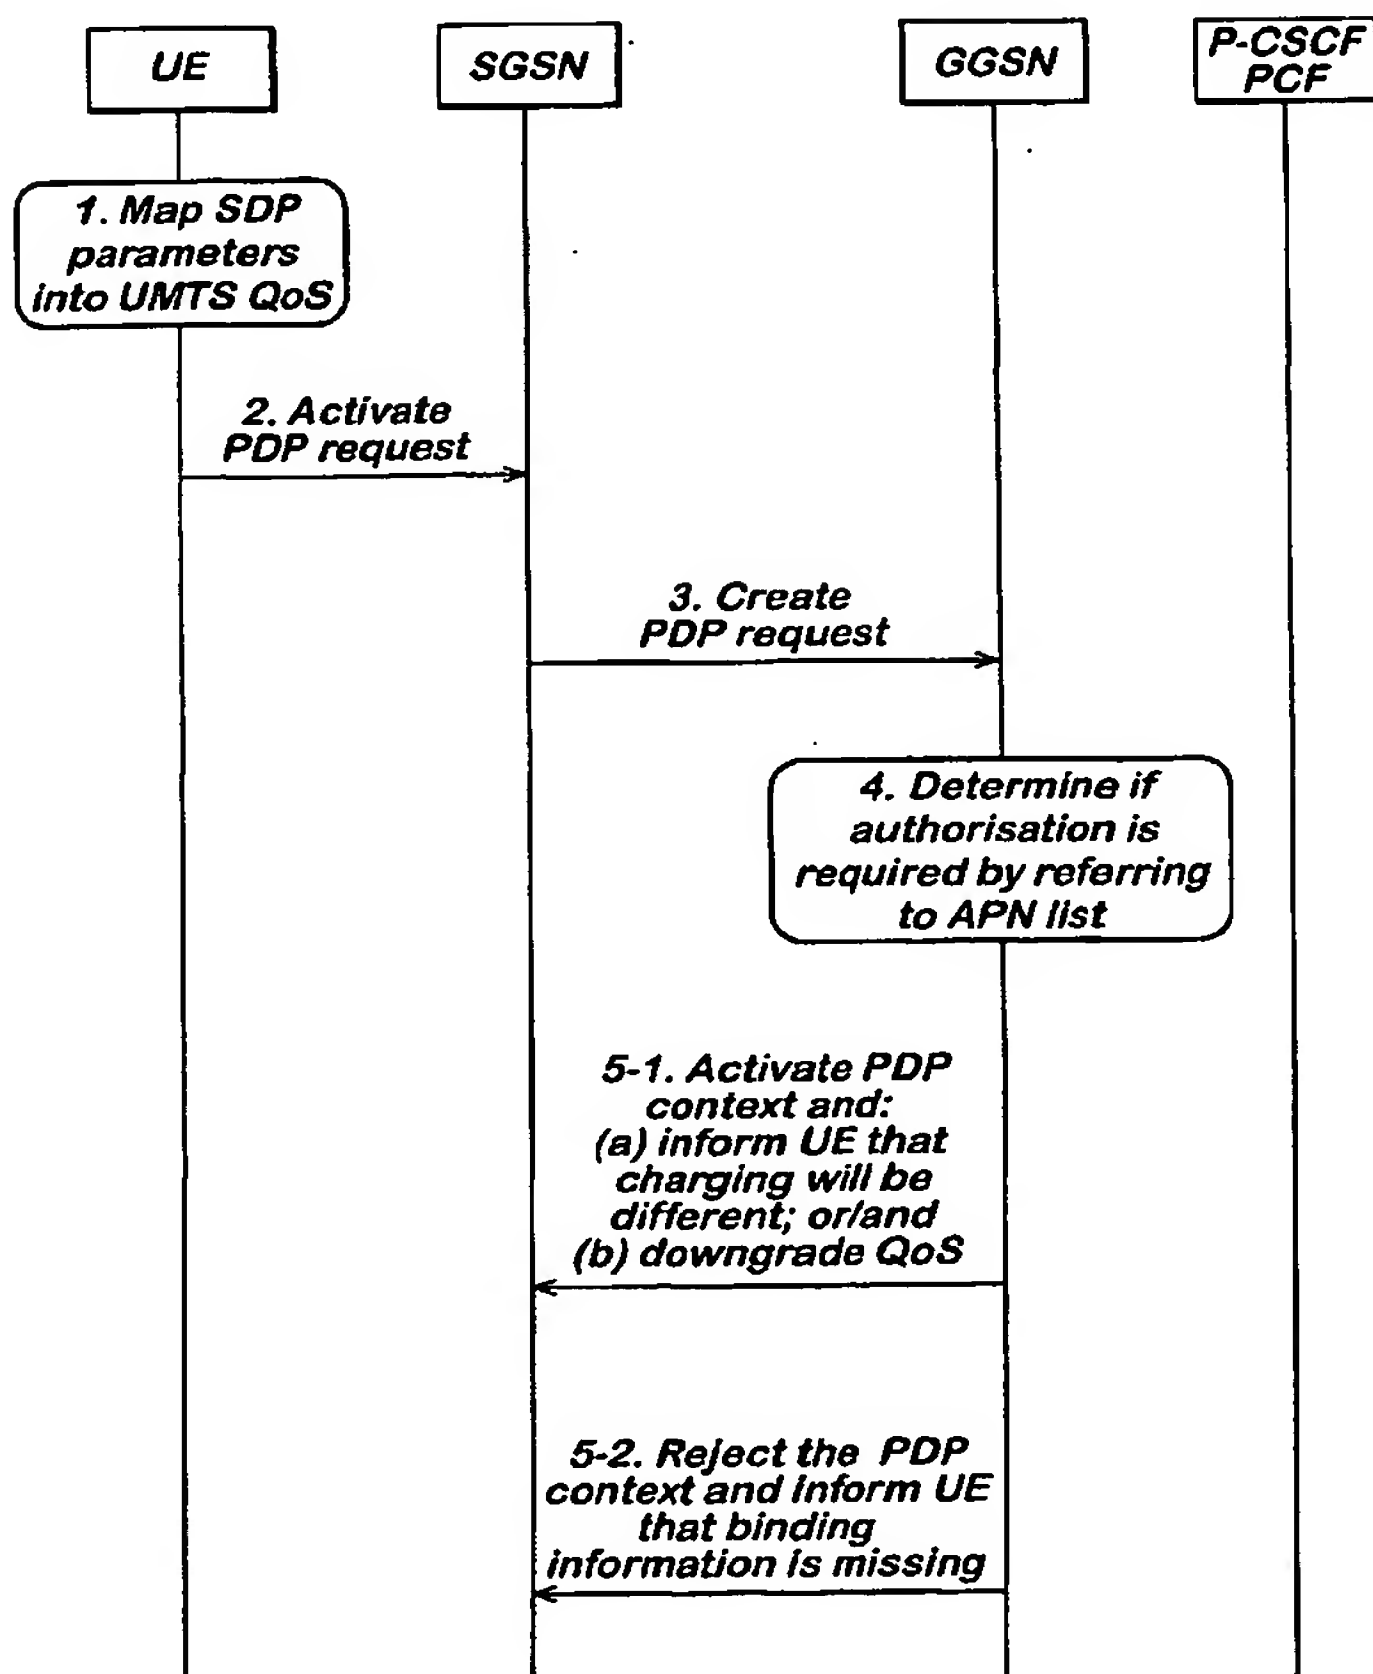 UE
SGSN
GGSN
P-CSCF
PCF
1. Map SDP
parameters
into UMTS QoS
2. Activate
PDP request
3. Create
PDP request
4. Determine if
authorisation is
required by referring
to APN list
5-1. Activate PDP
context and:
(a) inform UE that
charging will be
different; or/and
(b) downgrade QoS
5-2. Reject the PDP
context and inform UE
that binding
information is missing